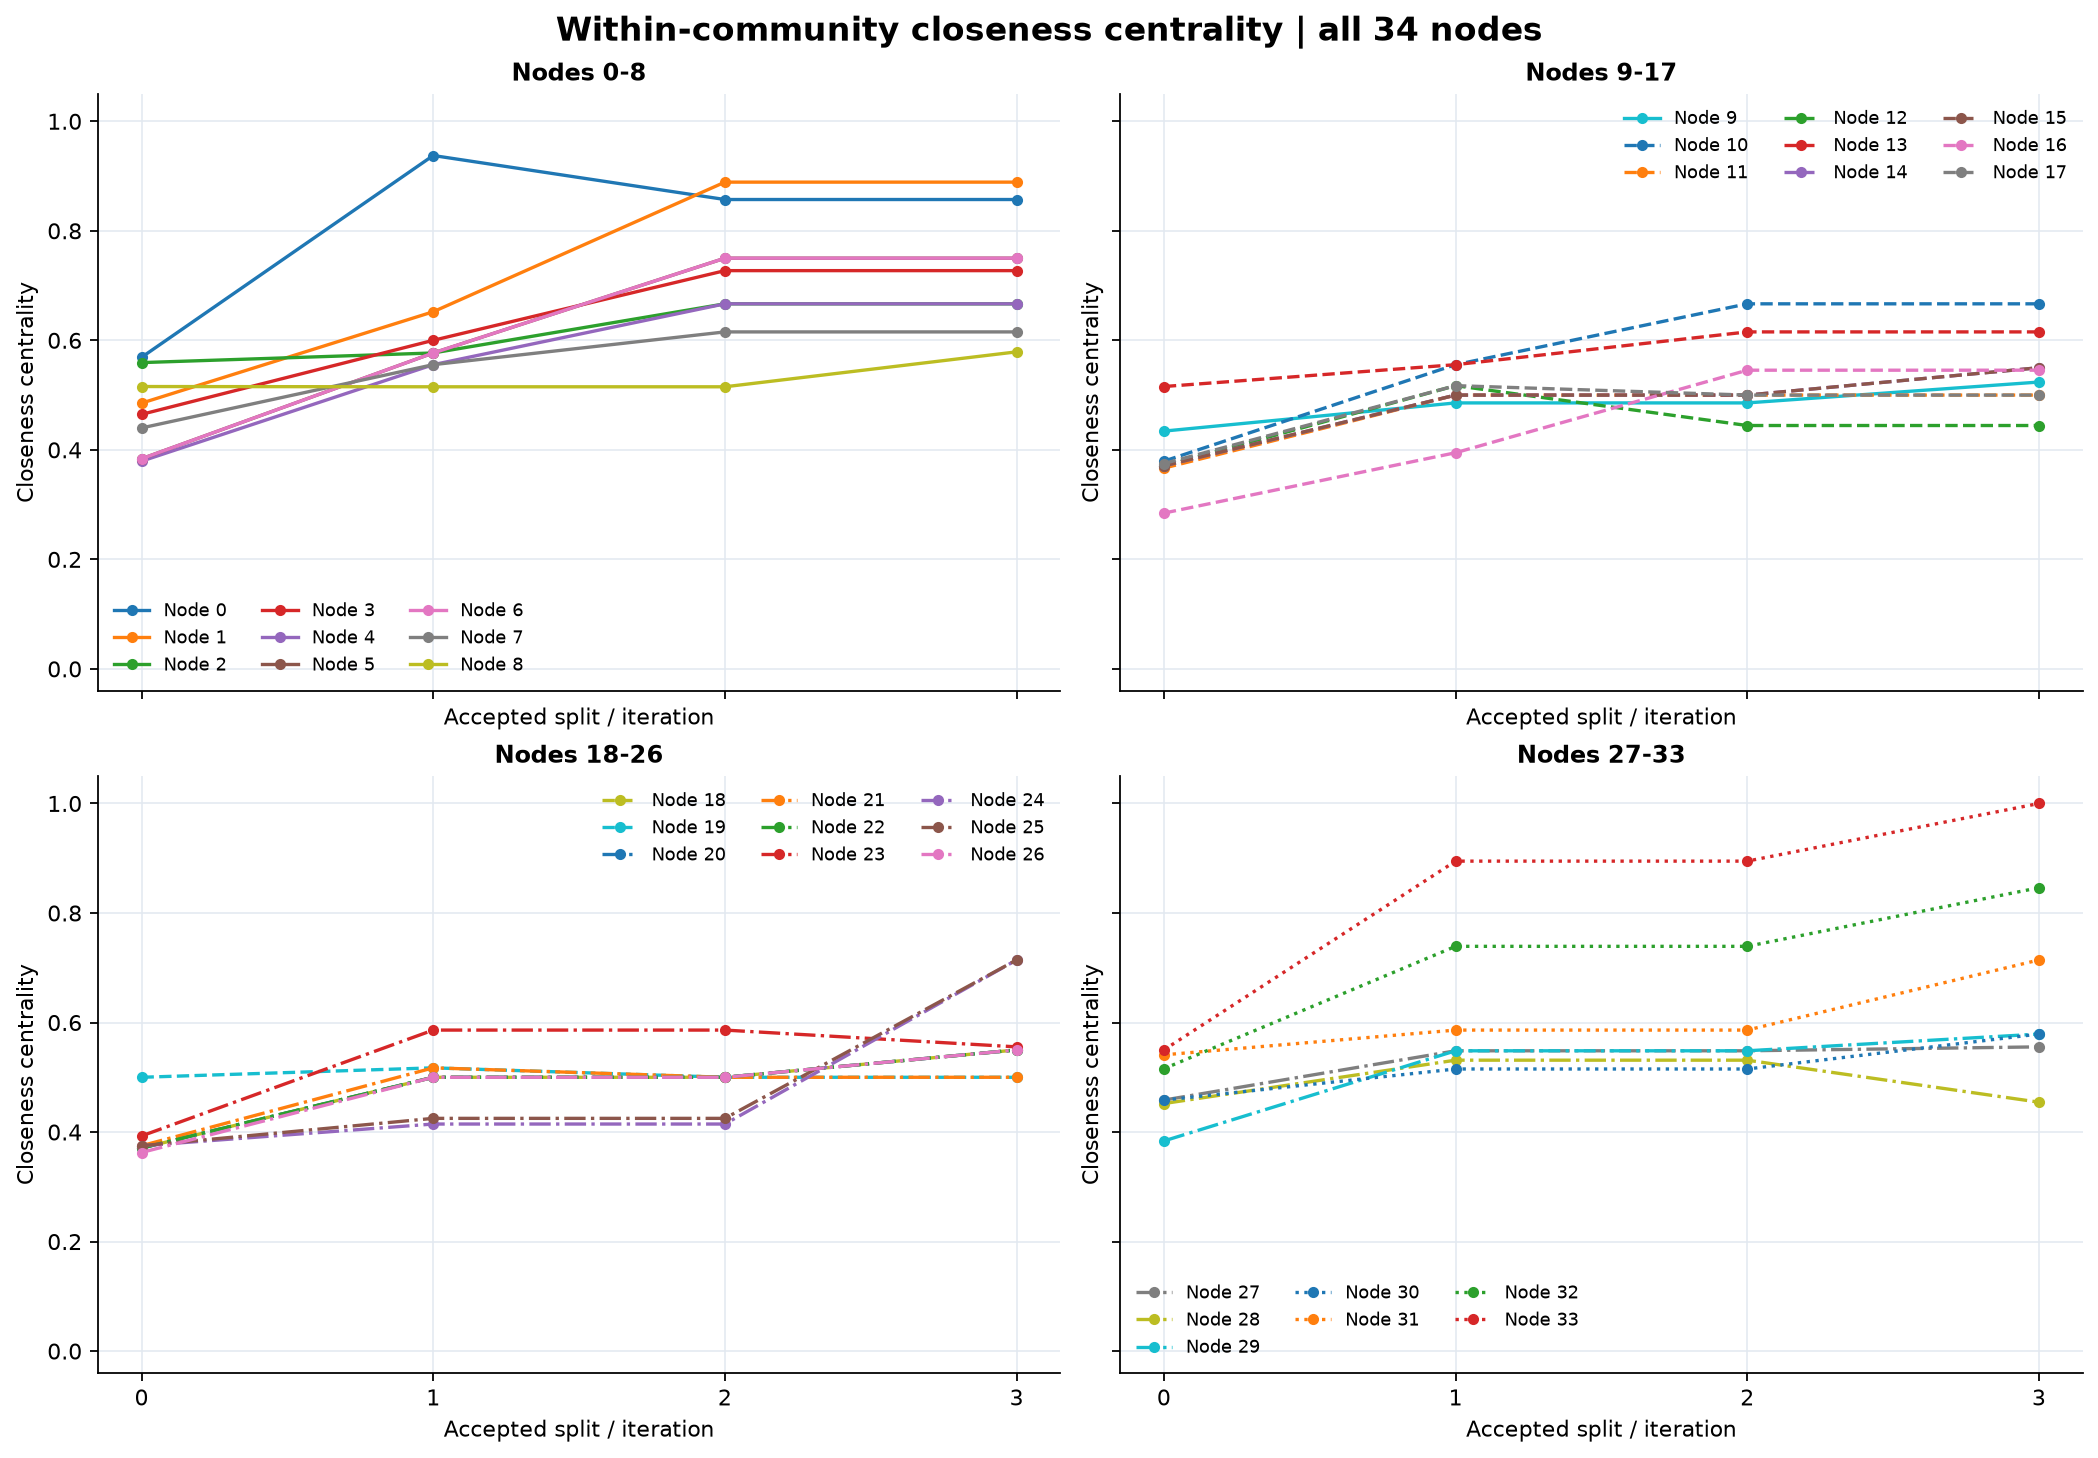 Within-community closeness centrality | all 34 nodes
Nodes 0-8
Closeness centrality
1.0
0.8
0.6
0.4
0.2
0.0
Node 0 Node 3 Node 6
Node 1 Node 4 Node 7
Node 2 Node 5 Node 8
Accepted split / iteration
Nodes 9-17
Closeness centrality
Node 9 Node 12 Node 15
Node 10 Node 13 Node 16
Node 11 Node 14 Node 17
Accepted split / iteration
Nodes 18-26
Closeness centrality
1.0
0.8
0.6
0.4
0.2
0.0
Node 18 Node 21 Node 24
Node 19 Node 22 Node 25
Node 20 Node 23 Node 26
0 1 2 3
Accepted split / iteration
Nodes 27-33
Closeness centrality
Node 27 Node 30 Node 32
Node 28 Node 31 Node 33
Node 29
0 1 2 3
Accepted split / iteration